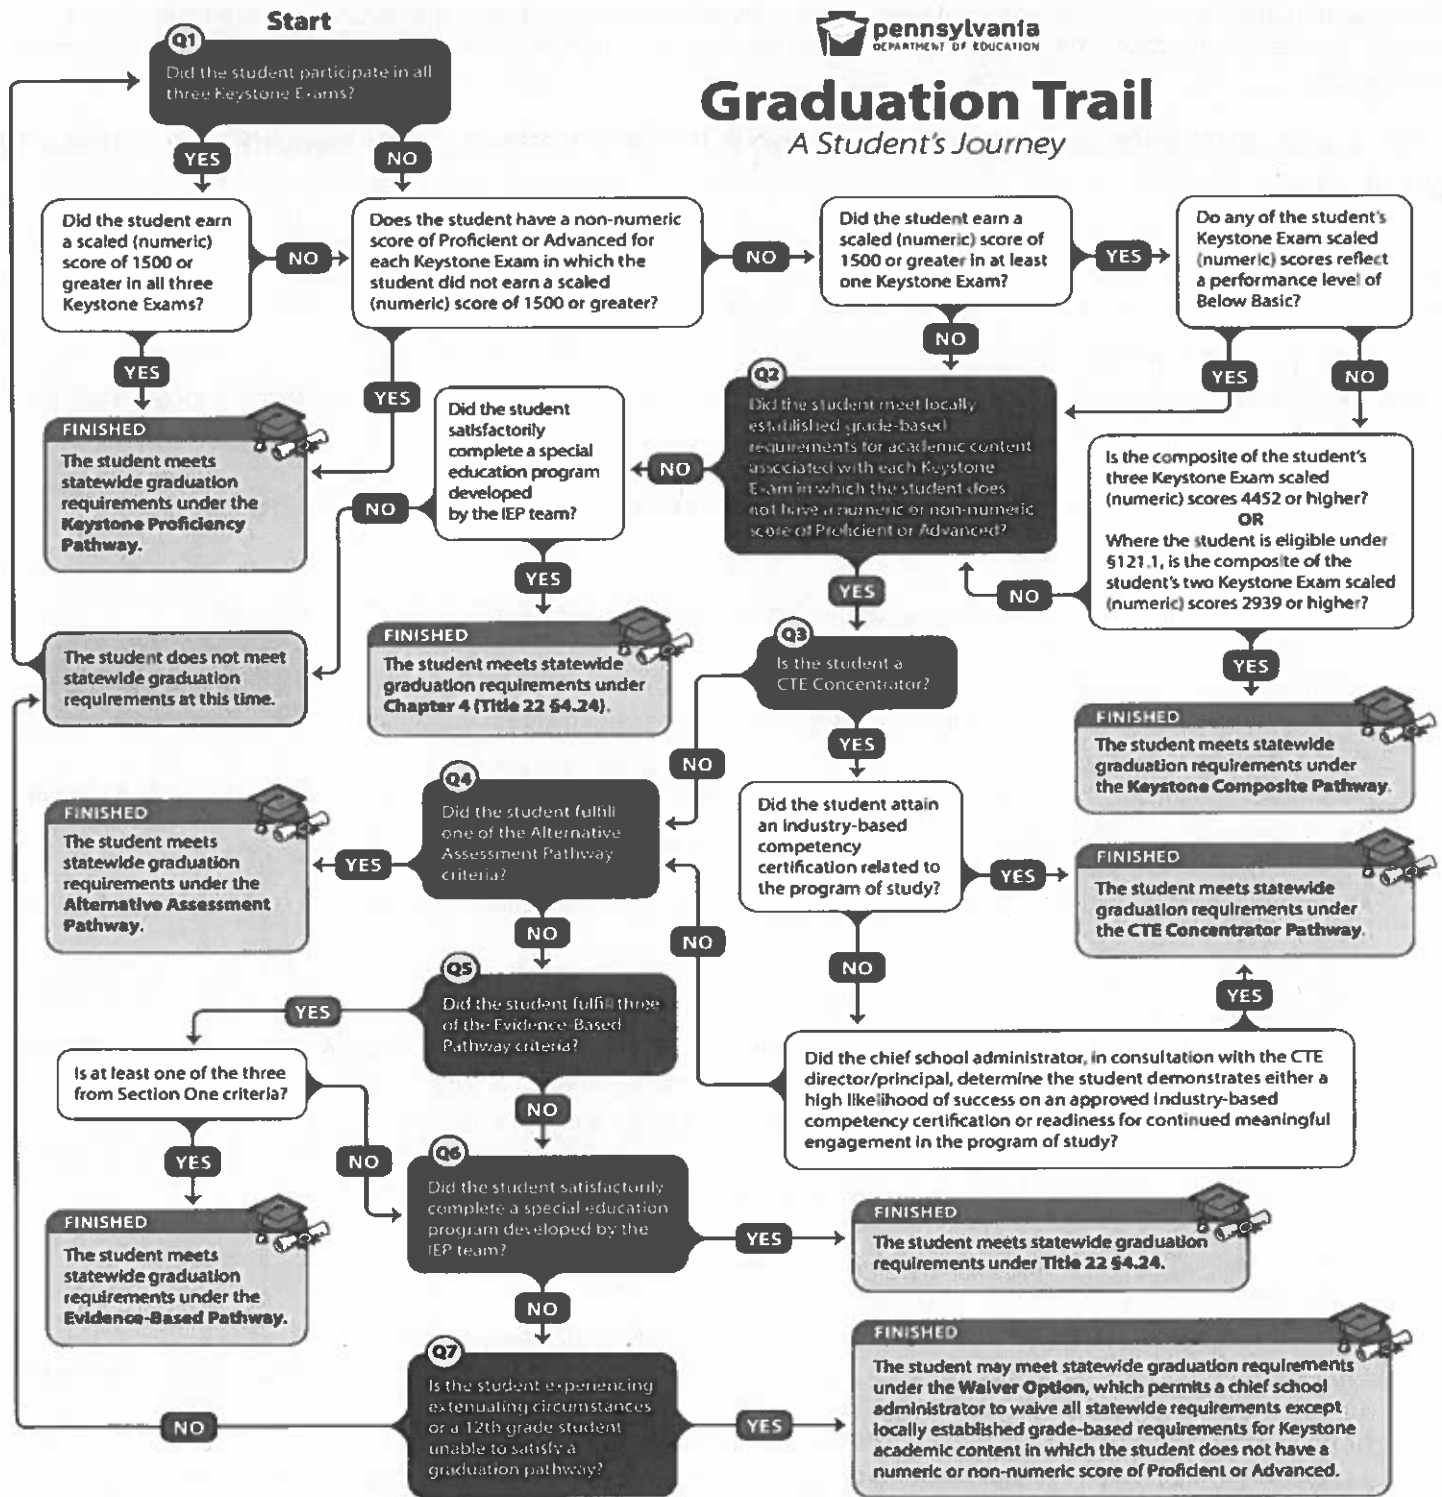 Start
pennsylvania
DEPARTMENT OF EDUCATION
Graduation Trail
A Student's Journey
Q1
Did the student participate in all
three Keystone Exams?
YES
NO
Did the student earn
a scaled (numeric)
score of 1500 or
greater in all three
Keystone Exams?
NO
Does the student have a non-numeric
score of Proficient or Advanced for
each Keystone Exam in which the
student did not earn a scaled
(numeric) score of 1500 or greater?
NO
Did the student earn a
scaled (numeric) score of
1500 or greater in at least
one Keystone Exam?
YES
Do any of the student's
Keystone Exam scaled
(numeric) scores reflect
a performance level of
Below Basic?
YES
YES
NO
YES
NO
FINISHED
The student meets
statewide graduation
requirements under the
Keystone Proficiency
Pathway.
Did the student
satisfactorily
complete a special
education program
developed
by the IEP team?
NO
YES
NO
Q2
Did the student meet locally
established grade-based
requirements for academic content
associated with each Keystone
Exam in which the student does
not have a numeric or non-numeric
score of Proficient or Advanced?
YES
NO
Is the composite of the student's
three Keystone Exam scaled
(numeric) scores 4452 or higher?
OR
Where the student is eligible under
§121.1, is the composite of the
student's two Keystone Exam scaled
(numeric) scores 2939 or higher?
YES
The student does not meet
statewide graduation
requirements at this time.
FINISHED
The student meets statewide
graduation requirements under
Chapter 4 (Title 22 §4.24).
Q3
Is the student a
CTE Concentrator?
NO
YES
FINISHED
The student meets statewide
graduation requirements under
the Keystone Composite Pathway.
FINISHED
The student meets
statewide graduation
requirements under the
Alternative Assessment
Pathway.
YES
Q4
Did the student fulfill
one of the Alternative
Assessment Pathway
criteria?
NO
Did the student attain
an industry-based
competency
certification related to
the program of study?
YES
NO
FINISHED
The student meets statewide
graduation requirements under
the CTE Concentrator Pathway.
YES
NO
Q5
Did the student fulfill three
of the Evidence-Based
Pathway criteria?
YES
NO
Is at least one of the three
from Section One criteria?
YES
NO
Did the chief school administrator, in consultation with the CTE
director/principal, determine the student demonstrates either a
high likelihood of success on an approved industry-based
competency certification or readiness for continued meaningful
engagement in the program of study?
Q6
Did the student satisfactorily
complete a special education
program developed by the
IEP team?
YES
NO
FINISHED
The student meets
statewide graduation
requirements under the
Evidence-Based Pathway.
FINISHED
The student meets statewide graduation
requirements under Title 22 §4.24.
Q7
Is the student experiencing
extenuating circumstances
or a 12th grade student
unable to satisfy a
graduation pathway?
NO
YES
FINISHED
The student may meet statewide graduation requirements
under the Waiver Option, which permits a chief school
administrator to waive all statewide requirements except
locally established grade-based requirements for Keystone
academic content in which the student does not have a
numeric or non-numeric score of Proficient or Advanced.